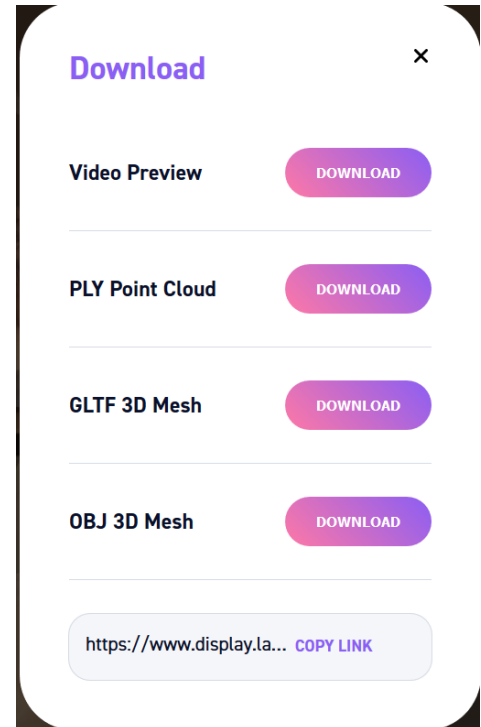 Download
Video Preview DOWNLOAD
PLY Point Cloud DOWNLOAD
GLTF 3D Mesh DOWNLOAD
OBJ 3D Mesh DOWNLOAD
https://www.display.la... COPY LINK